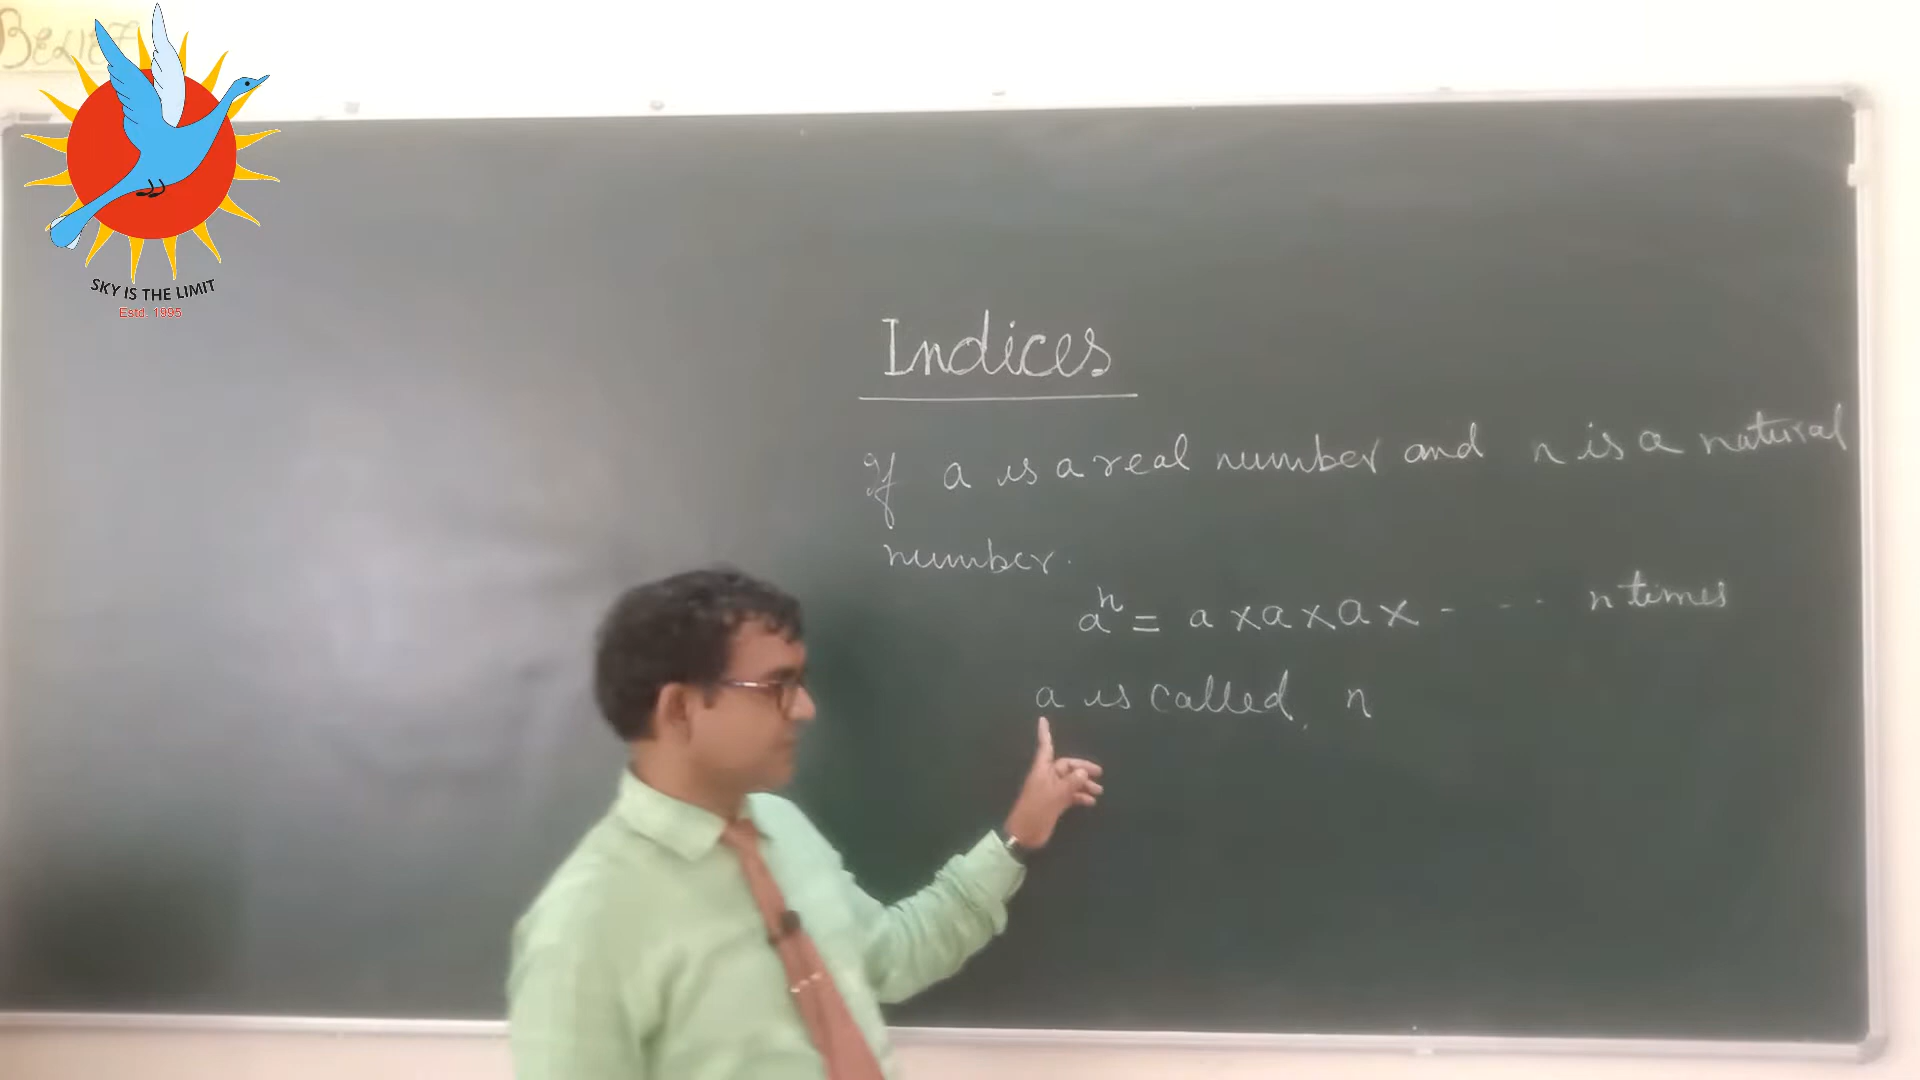 BELIEF
SKY IS THE LIMIT
Estd. 1995
Indices
If a is a real number and n is a natural
number.
aⁿ = a × a × a × - - - - n times
a is called, n